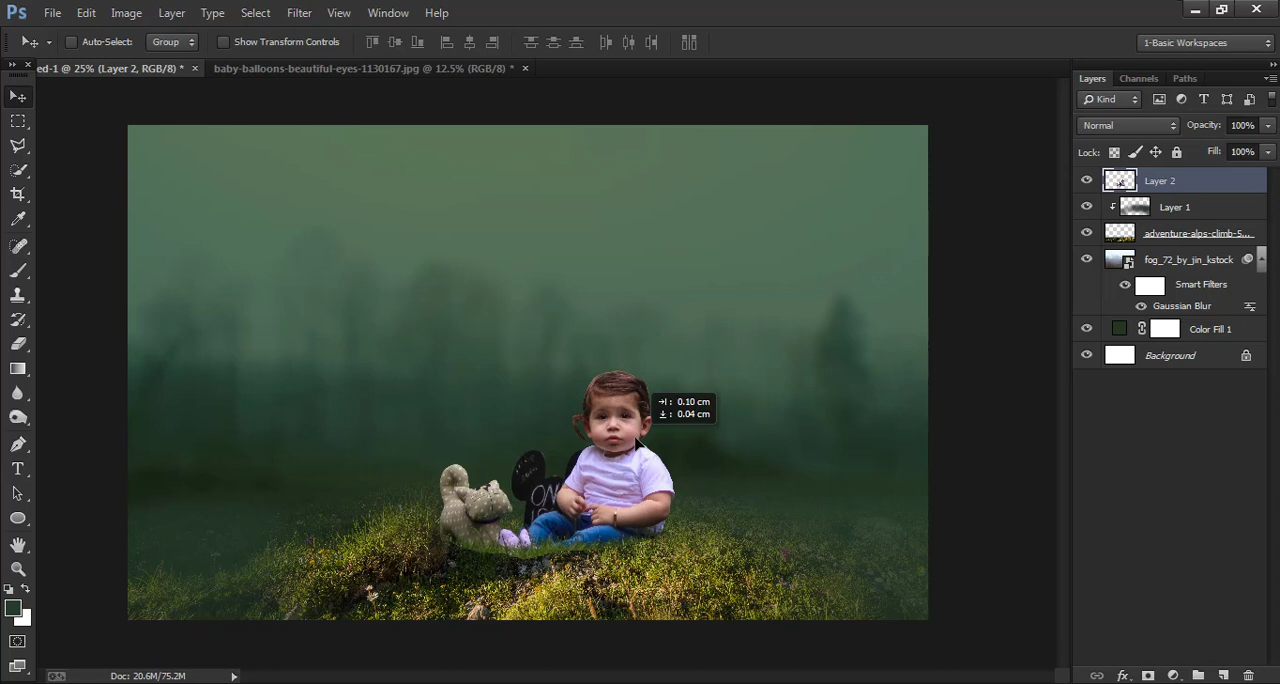 Ps File Edit Image Layer Type Select Filter View Window Help
Auto-Select: Group Show Transform Controls 1-Basic Workspaces
ed-1 @ 25% (Layer 2, RGB/8) * × baby-balloons-beautiful-eyes-1130167.jpg @ 12.5% (RGB/8) * ×
Layers Channels Paths
Kind
Normal Opacity: 100%
Lock: Fill: 100%
Layer 2
Layer 1
adventure-alps-climb-5...
fog_72_by_jin_kstock
Smart Filters
Gaussian Blur
Color Fill 1
Background
: 0.10 cm
: 0.04 cm
Doc: 20.6M/75.2M